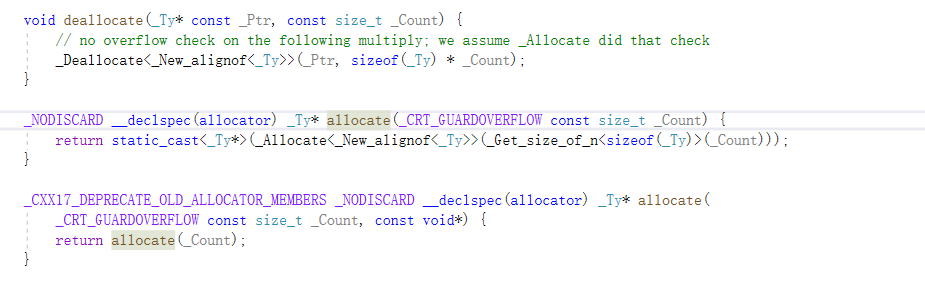 void deallocate(_Ty* const _Ptr, const size_t _Count) {
// no overflow check on the following multiply; we assume _Allocate did that check
_Deallocate<_New_alignof<_Ty>>(_Ptr, sizeof(_Ty) * _Count);
}
_NODISCARD __declspec(allocator) _Ty* allocate(_CRT_GUARDOVERFLOW const size_t _Count) {
return static_cast<_Ty*>(_Allocate<_New_alignof<_Ty>>(_Get_size_of_n<sizeof(_Ty)>(_Count)));
}
_CXX17_DEPRECATE_OLD_ALLOCATOR_MEMBERS _NODISCARD __declspec(allocator) _Ty* allocate(
_CRT_GUARDOVERFLOW const size_t _Count, const void*) {
return allocate(_Count);
}